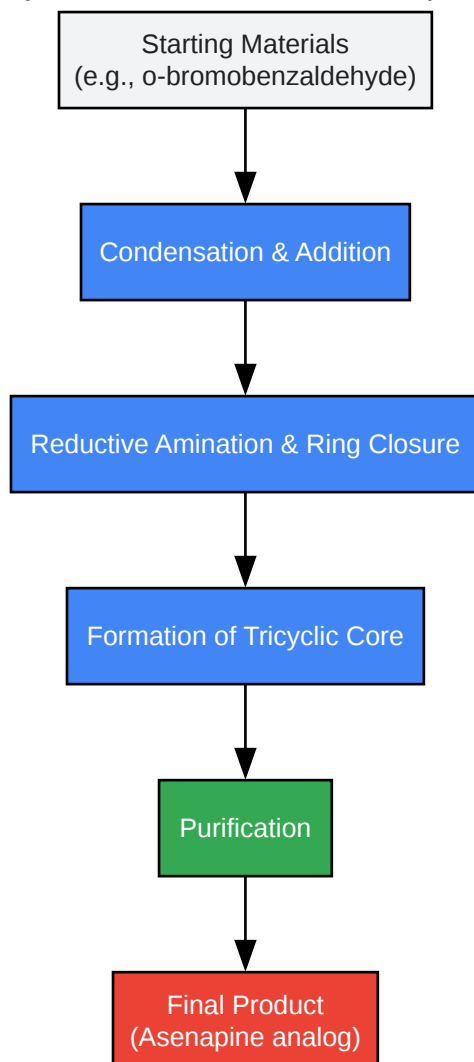 Starting Materials
(e.g., o-bromobenzaldehyde)
Condensation & Addition
Reductive Amination & Ring Closure
Formation of Tricyclic Core
Purification
Final Product
(Asenapine analog)